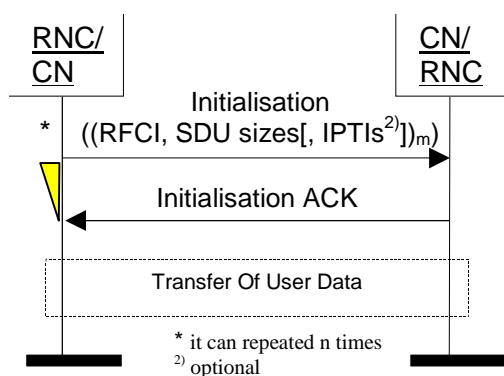 RNC/
CN
CN/
RNC
Initialisation
*
((RFCI, SDU sizes[, IPTIs2)])m)
Initialisation ACK
Transfer Of User Data
* it can repeated n times
2) optional